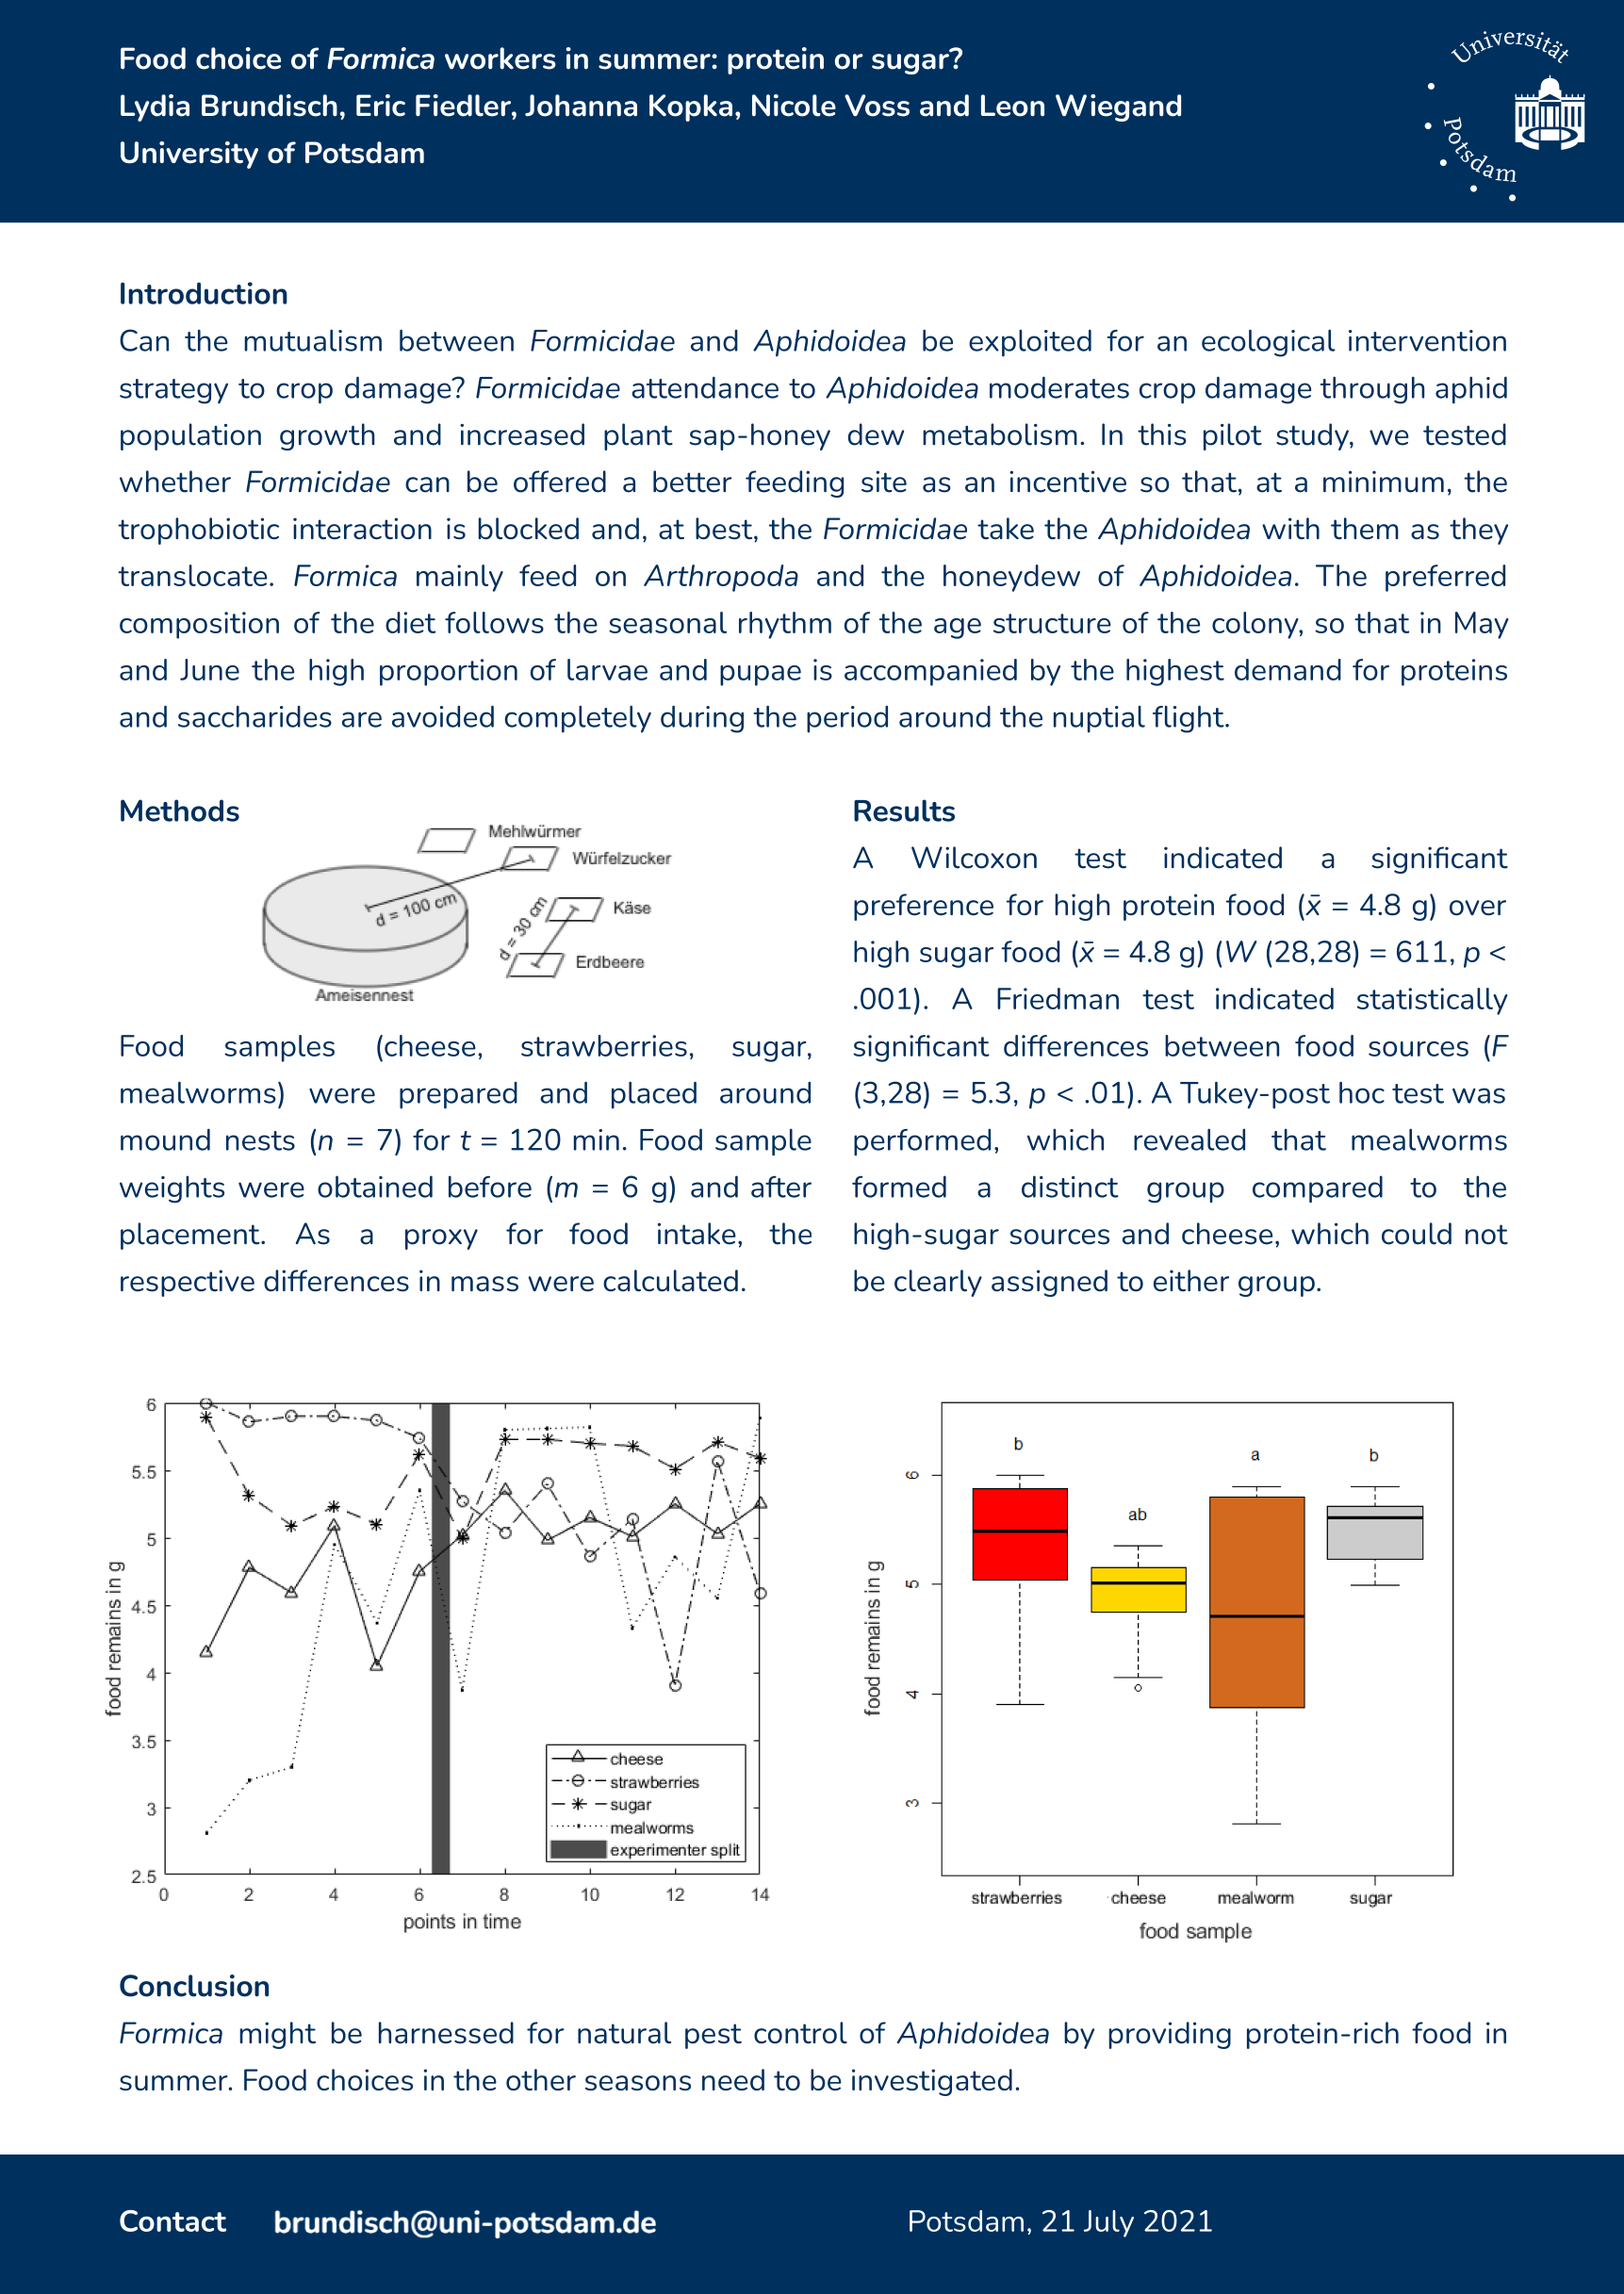 Food choice of Formica workers in summer: protein or sugar?
Lydia Brundisch, Eric Fiedler, Johanna Kopka, Nicole Voss and Leon Wiegand
University of Potsdam
Universität
Potsdam
Introduction
Can the mutualism between Formicidae and Aphidoidea be exploited for an ecological intervention
strategy to crop damage? Formicidae attendance to Aphidoidea moderates crop damage through aphid
population growth and increased plant sap-honey dew metabolism. In this pilot study, we tested
whether Formicidae can be offered a better feeding site as an incentive so that, at a minimum, the
trophobiotic interaction is blocked and, at best, the Formicidae take the Aphidoidea with them as they
translocate. Formica mainly feed on Arthropoda and the honeydew of Aphidoidea. The preferred
composition of the diet follows the seasonal rhythm of the age structure of the colony, so that in May
and June the high proportion of larvae and pupae is accompanied by the highest demand for proteins
and saccharides are avoided completely during the period around the nuptial flight.
Methods
Mehlwürmer
Würfelzucker
d = 100 cm
Käse
d = 30 cm
Erdbeere
Ameisennest
Food samples (cheese, strawberries, sugar,
mealworms) were prepared and placed around
mound nests (n = 7) for t = 120 min. Food sample
weights were obtained before (m = 6 g) and after
placement. As a proxy for food intake, the
respective differences in mass were calculated.
Results
A Wilcoxon test indicated a significant
preference for high protein food (x̄ = 4.8 g) over
high sugar food (x̄ = 4.8 g) (W (28,28) = 611, p <
.001). A Friedman test indicated statistically
significant differences between food sources (F
(3,28) = 5.3, p < .01). A Tukey-post hoc test was
performed, which revealed that mealworms
formed a distinct group compared to the
high-sugar sources and cheese, which could not
be clearly assigned to either group.
6
5.5
5
4.5
4
3.5
3
2.5
food remains in g
0 2 4 6 8 10 12 14
points in time
cheese
strawberries
sugar
mealworms
experimenter split
b
ab
a
b
6
5
4
3
food remains in g
strawberries cheese mealworm sugar
food sample
Conclusion
Formica might be harnessed for natural pest control of Aphidoidea by providing protein-rich food in
summer. Food choices in the other seasons need to be investigated.
Contact brundisch@uni-potsdam.de Potsdam, 21 July 2021